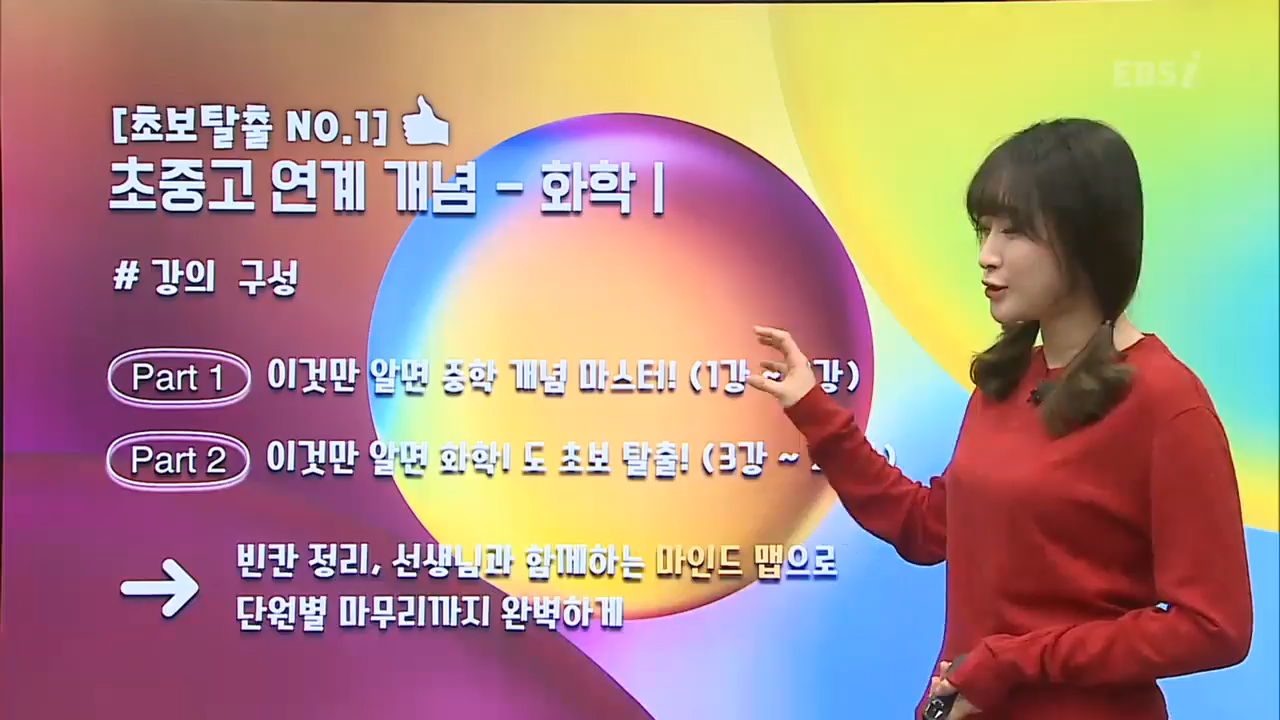 EBSi
[초보탈출 NO.1]
초중고 연계 개념 - 화학 I
# 강의 구성
Part 1 이것만 알면 중학 개념 마스터! (1강 ~ 강)
Part 2 이것만 알면 화학I 도 초보 탈출! (3강 ~ )
빈칸 정리, 선생님과 함께하는 마인드 맵으로
단원별 마무리까지 완벽하게